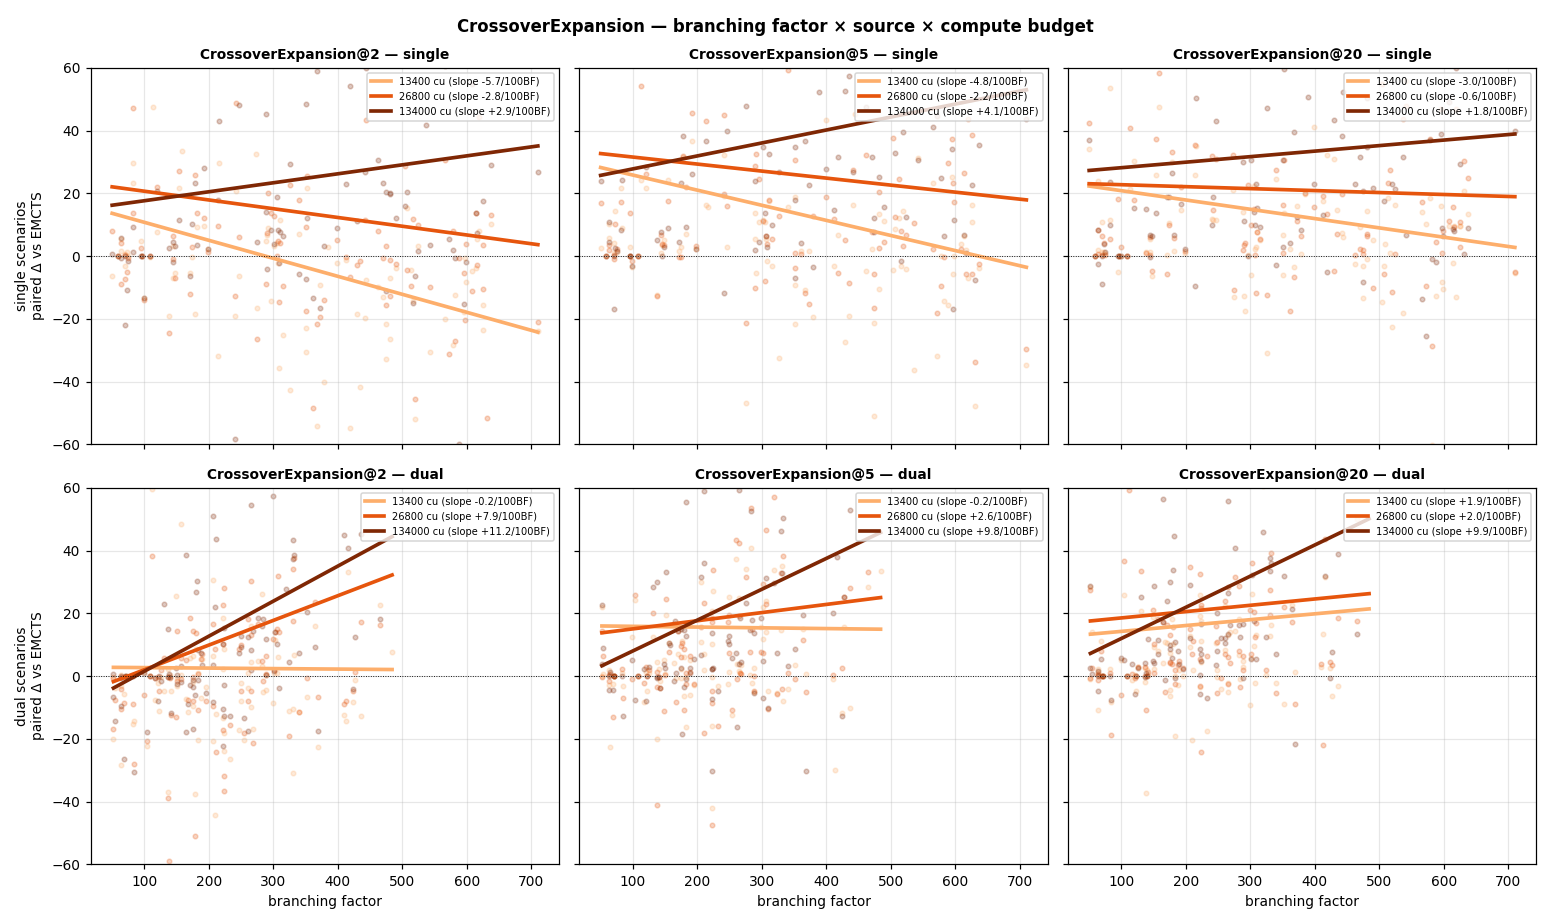 CrossoverExpansion — branching factor × source × compute budget
CrossoverExpansion@2 — single
CrossoverExpansion@5 — single
CrossoverExpansion@20 — single
13400 cu (slope -5.7/100BF)
26800 cu (slope -2.8/100BF)
134000 cu (slope +2.9/100BF)
13400 cu (slope -4.8/100BF)
26800 cu (slope -2.2/100BF)
134000 cu (slope +4.1/100BF)
13400 cu (slope -3.0/100BF)
26800 cu (slope -0.6/100BF)
134000 cu (slope +1.8/100BF)
60
40
20
0
−20
−40
−60
single scenarios
paired Δ vs EMCTS
CrossoverExpansion@2 — dual
CrossoverExpansion@5 — dual
CrossoverExpansion@20 — dual
13400 cu (slope -0.2/100BF)
26800 cu (slope +7.9/100BF)
134000 cu (slope +11.2/100BF)
13400 cu (slope -0.2/100BF)
26800 cu (slope +2.6/100BF)
134000 cu (slope +9.8/100BF)
13400 cu (slope +1.9/100BF)
26800 cu (slope +2.0/100BF)
134000 cu (slope +9.9/100BF)
60
40
20
0
−20
−40
−60
dual scenarios
paired Δ vs EMCTS
100 200 300 400 500 600 700
100 200 300 400 500 600 700
100 200 300 400 500 600 700
branching factor
branching factor
branching factor